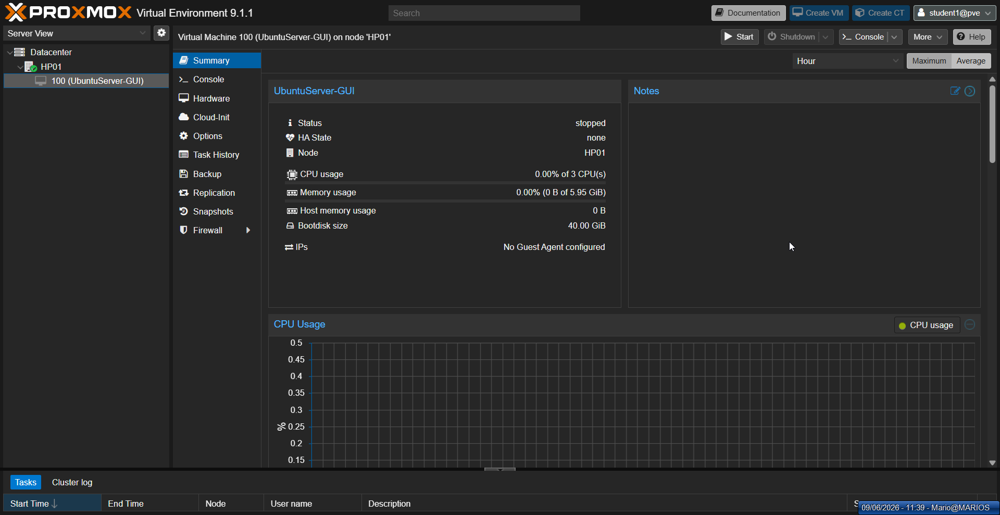 PROXMOX Virtual Environment 9.1.1
Search
Documentation
Create VM
Create CT
student1@pve
Server View
Datacenter
HP01
100 (UbuntuServer-GUI)
Virtual Machine 100 (UbuntuServer-GUI) on node 'HP01'
Start
Shutdown
Console
More
Help
Summary
Console
Hardware
Cloud-Init
Options
Task History
Backup
Replication
Snapshots
Firewall
Hour
Maximum
Average
UbuntuServer-GUI
Status stopped
HA State none
Node HP01
CPU usage 0.00% of 3 CPU(s)
Memory usage 0.00% (0 B of 5.95 GiB)
Host memory usage 0 B
Bootdisk size 40.00 GiB
IPs No Guest Agent configured
Notes
CPU Usage
CPU usage
0.5
0.45
0.4
0.35
0.3
% 0.25
0.2
0.15
Tasks
Cluster log
Start Time
End Time
Node
User name
Description
09/06/2026 - 11:39 - Mario@MARIOS